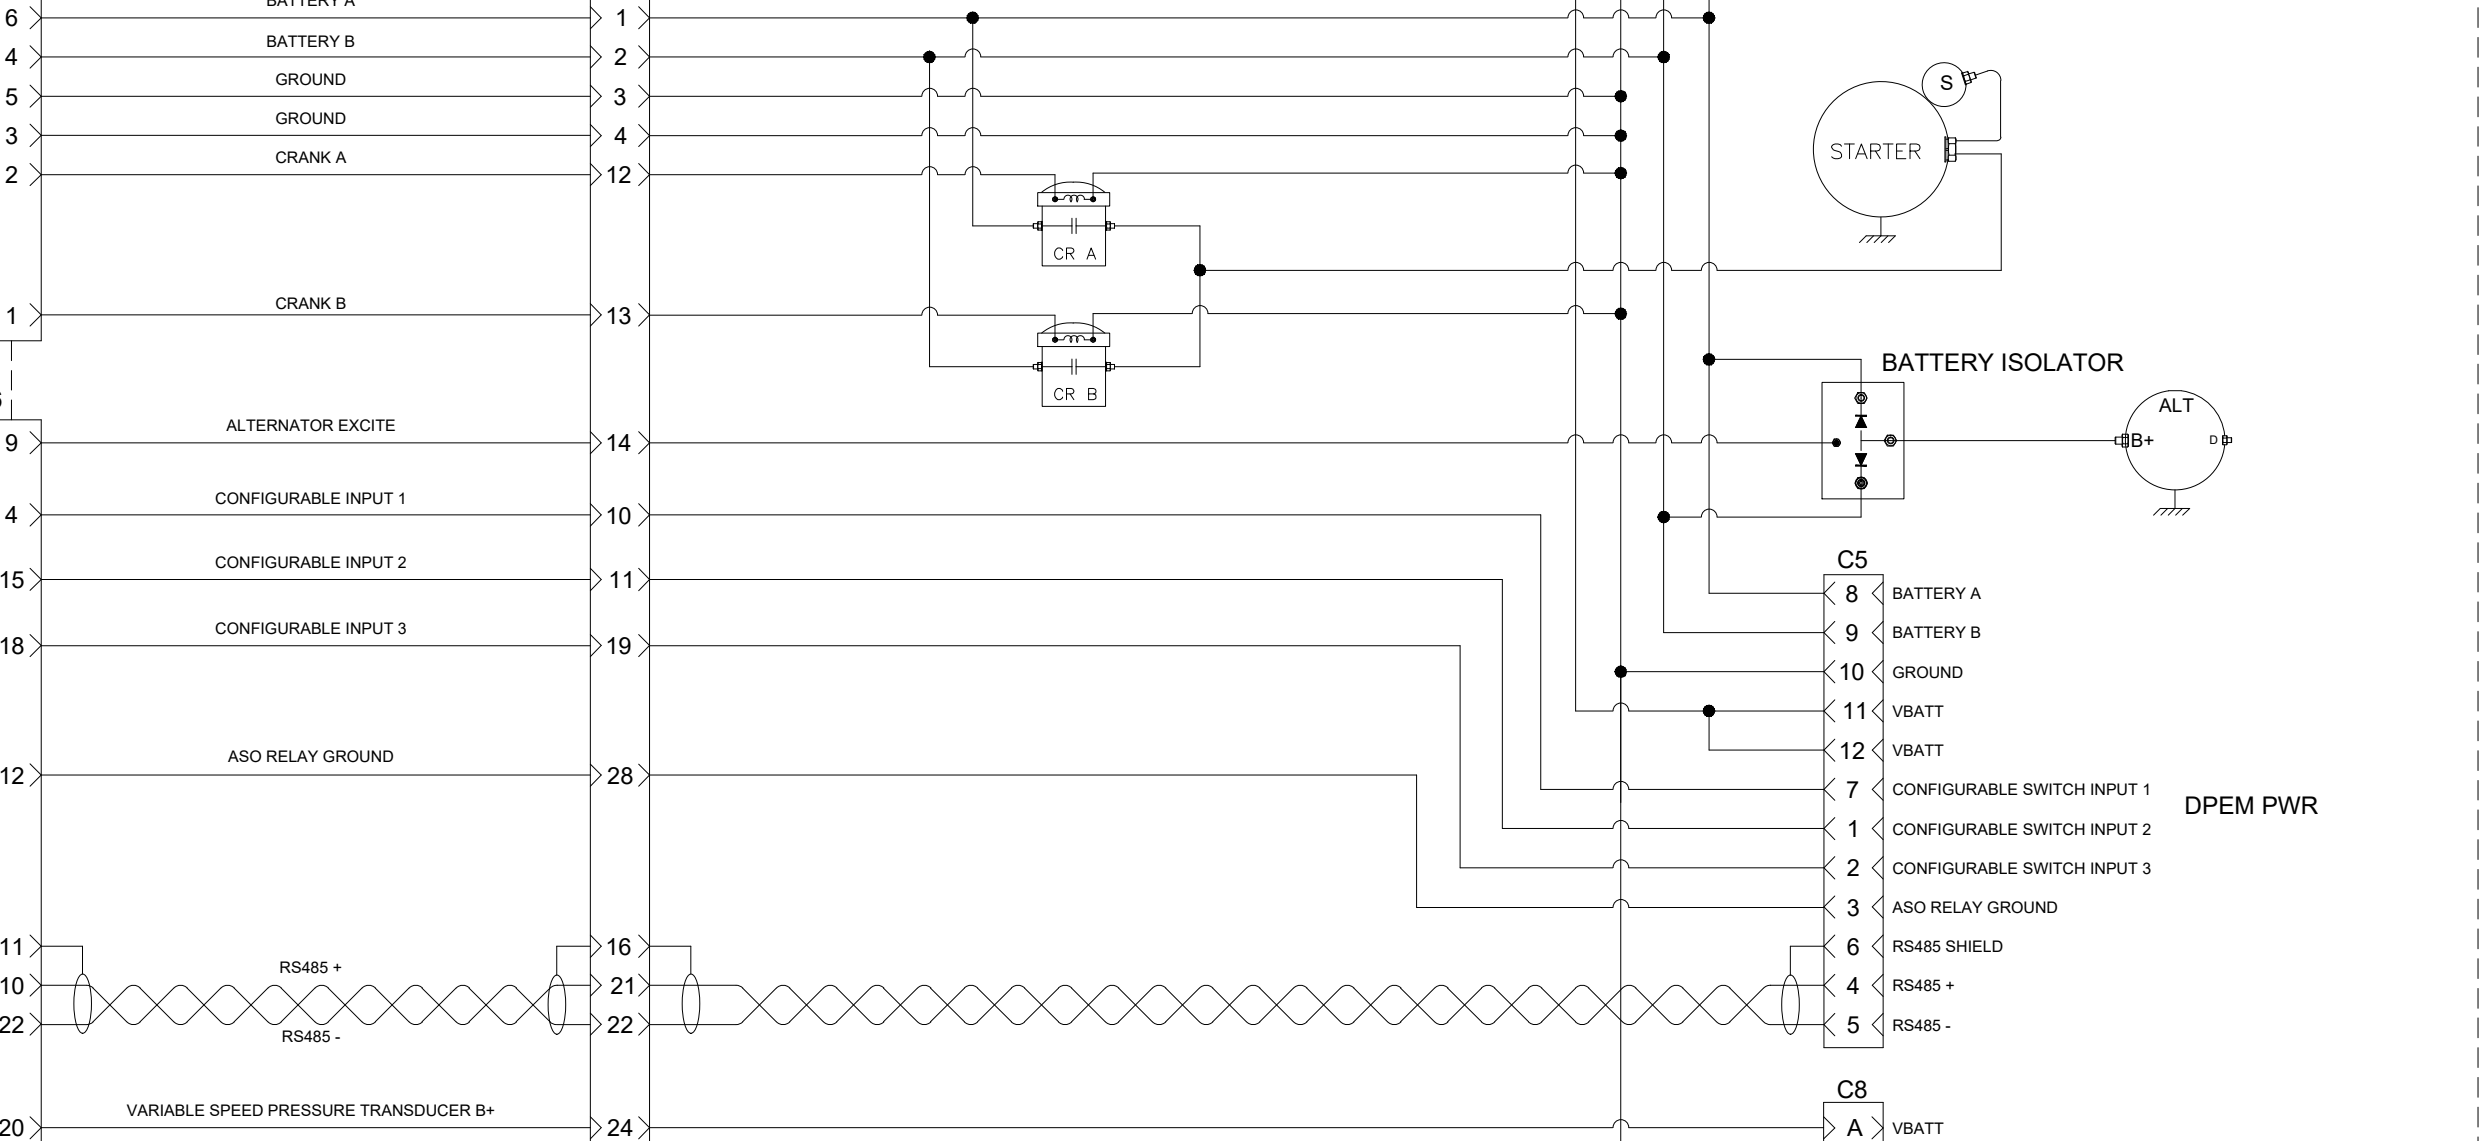 BATTERY A
6 1
BATTERY B
4 2
GROUND
5 3
GROUND
3 4
CRANK A
2 12
S
STARTER
CR A
CRANK B
1 13
CR B
BATTERY ISOLATOR
ALTERNATOR EXCITE
9 14
ALT
B+ D
CONFIGURABLE INPUT 1
4 10
CONFIGURABLE INPUT 2
15 11
CONFIGURABLE INPUT 3
18 19
ASO RELAY GROUND
12 28
11 16
RS485 +
10 21
22 22
RS485 -
VARIABLE SPEED PRESSURE TRANSDUCER B+
20 24
C5
8 BATTERY A
9 BATTERY B
10 GROUND
11 VBATT
12 VBATT
7 CONFIGURABLE SWITCH INPUT 1
1 CONFIGURABLE SWITCH INPUT 2
2 CONFIGURABLE SWITCH INPUT 3
3 ASO RELAY GROUND
6 RS485 SHIELD
4 RS485 +
5 RS485 -
DPEM PWR
C8
A VBATT